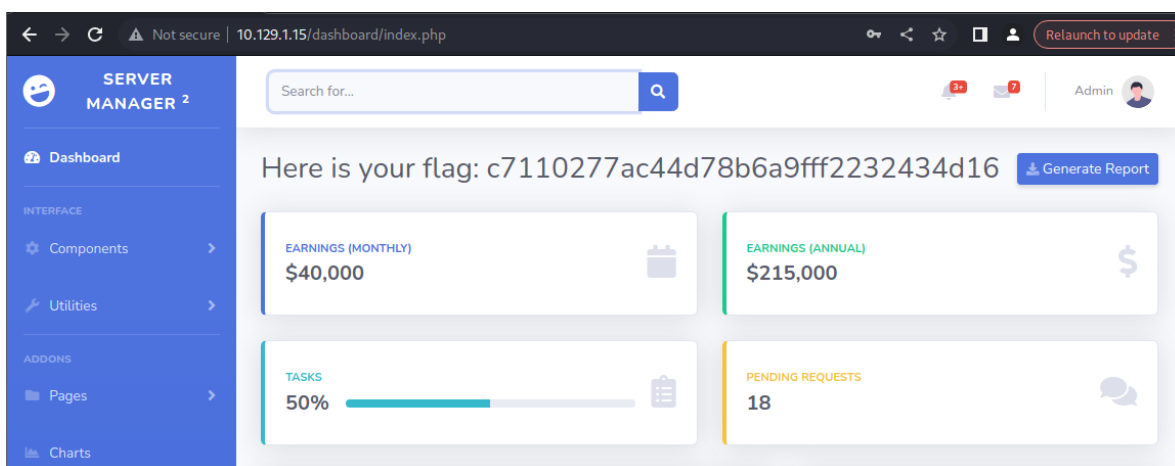 Not secure | 10.129.1.15/dashboard/index.php
Relaunch to update
SERVER
MANAGER 2
Search for...
3+
7
Admin
Dashboard
Here is your flag: c7110277ac44d78b6a9fff2232434d16
Generate Report
INTERFACE
Components
Utilities
ADDONS
Pages
Charts
EARNINGS (MONTHLY)
$40,000
EARNINGS (ANNUAL)
$215,000
TASKS
50%
PENDING REQUESTS
18